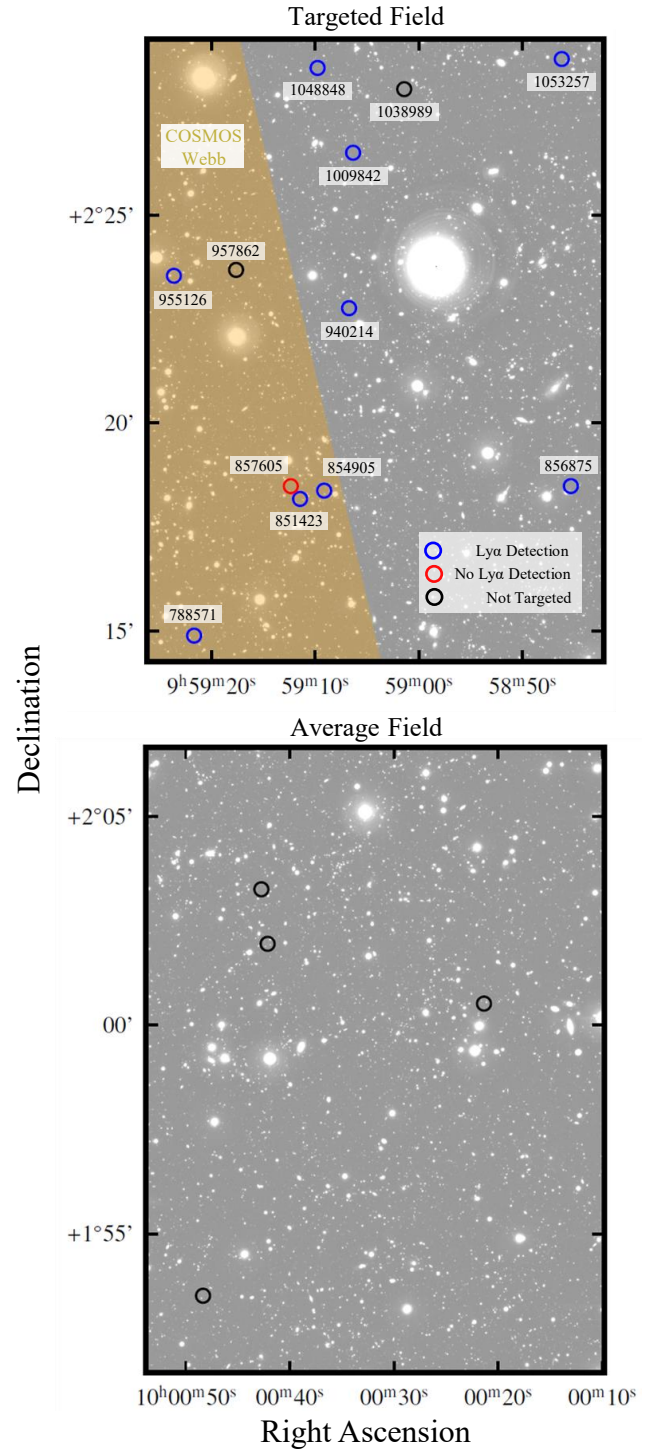 Targeted Field
1048848
1038989
1053257
COSMOS
Webb
1009842
+2°25'
957862
955126
940214
20'
857605
854905
856875
851423
Lyα Detection
No Lyα Detection
Not Targeted
788571
15'
9ʰ59ᵐ20ˢ
59ᵐ10ˢ
59ᵐ00ˢ
58ᵐ50ˢ
Declination
Average Field
+2°05'
00'
+1°55'
10ʰ00ᵐ50ˢ
00ᵐ40ˢ
00ᵐ30ˢ
00ᵐ20ˢ
00ᵐ10ˢ
Right Ascension